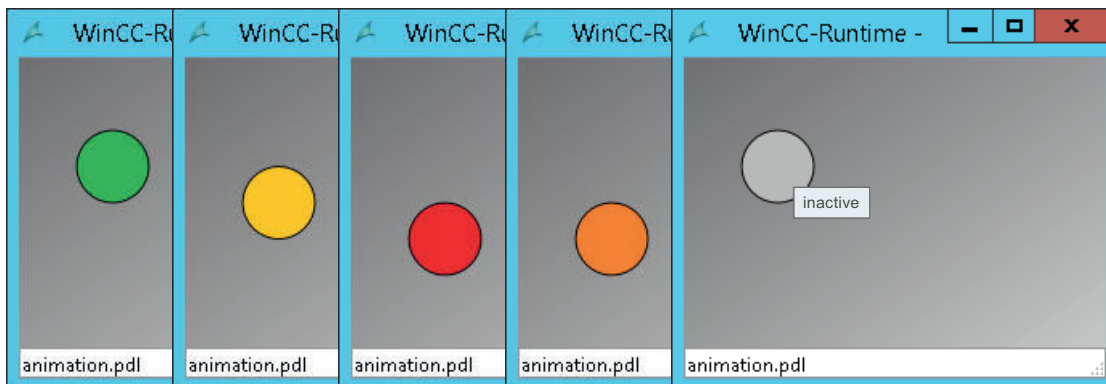 WinCC-Ru
WinCC-Ru
WinCC-Ru
WinCC-Ru
WinCC-Runtime -
inactive
animation.pdl
animation.pdl
animation.pdl
animation.pdl
animation.pdl